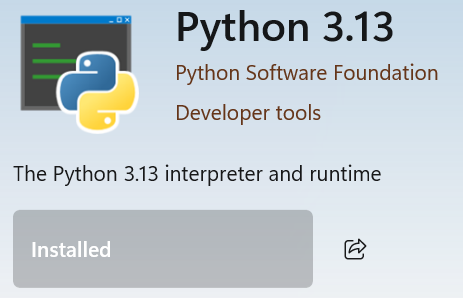 Python 3.13
Python Software Foundation
Developer tools
The Python 3.13 interpreter and runtime
Installed